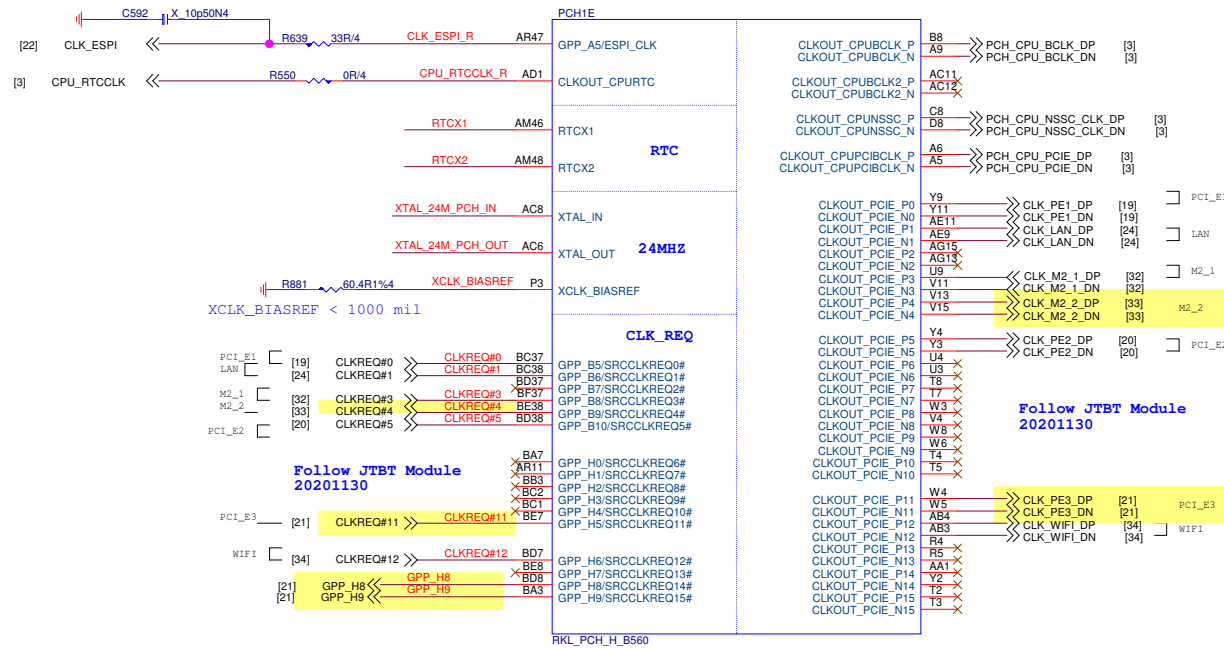 C592 X_10p50N4
PCH1E
[22] CLK_ESPI R639 33R/4 CLK_ESPI_R AR47 GPP_A5/ESPI_CLK
[3] CPU_RTCCLK R550 0R/4 CPU_RTCCLK_R AD1 CLKOUT_CPURTC
RTCX1 AM46 RTCX1
RTC
RTCX2 AM48 RTCX2
XTAL_24M_PCH_IN AC8 XTAL_IN
24MHZ
XTAL_24M_PCH_OUT AC6 XTAL_OUT
R881 60.4R1%4 XCLK_BIASREF P3 XCLK_BIASREF
XCLK_BIASREF < 1000 mil
CLK_REQ
PCI_E1 [19] CLKREQ#0 CLKREQ#0 BC37 GPP_B5/SRCCLKREQ0#
LAN [24] CLKREQ#1 CLKREQ#1 BC38 GPP_B6/SRCCLKREQ1#
BD37 GPP_B7/SRCCLKREQ2#
M2_1 [32] CLKREQ#3 CLKREQ#3 BF37 GPP_B8/SRCCLKREQ3#
M2_2 [33] CLKREQ#4 CLKREQ#4 BE38 GPP_B9/SRCCLKREQ4#
PCI_E2 [20] CLKREQ#5 CLKREQ#5 BD38 GPP_B10/SRCCLKREQ5#
Follow JTBT Module
20201130
BA7 GPP_H0/SRCCLKREQ6#
AR11 GPP_H1/SRCCLKREQ7#
BB3 GPP_H2/SRCCLKREQ8#
BC2 GPP_H3/SRCCLKREQ9#
BC1 GPP_H4/SRCCLKREQ10#
PCI_E3 [21] CLKREQ#11 CLKREQ#11 BE7 GPP_H5/SRCCLKREQ11#
WIFI [34] CLKREQ#12 CLKREQ#12 BD7 GPP_H6/SRCCLKREQ12#
BE8 GPP_H7/SRCCLKREQ13#
[21] GPP_H8 GPP_H8 BD8 GPP_H8/SRCCLKREQ14#
[21] GPP_H9 GPP_H9 BA3 GPP_H9/SRCCLKREQ15#
CLKOUT_CPUBCLK_P B8 PCH_CPU_BCLK_DP [3]
CLKOUT_CPUBCLK_N A9 PCH_CPU_BCLK_DN [3]
CLKOUT_CPUBCLK2_P AC11
CLKOUT_CPUBCLK2_N AC12
CLKOUT_CPUNSSC_P C8 PCH_CPU_NSSC_CLK_DP [3]
CLKOUT_CPUNSSC_N D8 PCH_CPU_NSSC_CLK_DN [3]
CLKOUT_CPUPCIBCLK_P A6 PCH_CPU_PCIE_DP [3]
CLKOUT_CPUPCIBCLK_N A5 PCH_CPU_PCIE_DN [3]
CLKOUT_PCIE_P0 Y9 CLK_PE1_DP [19] PCI_E1
CLKOUT_PCIE_N0 Y11 CLK_PE1_DN [19]
CLKOUT_PCIE_P1 AE11 CLK_LAN_DP [24] LAN
CLKOUT_PCIE_N1 AE9 CLK_LAN_DN [24]
CLKOUT_PCIE_P2 AG15
CLKOUT_PCIE_N2 AG13
CLKOUT_PCIE_P3 U9 CLK_M2_1_DP [32] M2_1
CLKOUT_PCIE_N3 V11 CLK_M2_1_DN [32]
CLKOUT_PCIE_P4 V13 CLK_M2_2_DP [33] M2_2
CLKOUT_PCIE_N4 V15 CLK_M2_2_DN [33]
CLKOUT_PCIE_P5 Y4 CLK_PE2_DP [20] PCI_E2
CLKOUT_PCIE_N5 Y3 CLK_PE2_DN [20]
CLKOUT_PCIE_P6 U4
CLKOUT_PCIE_N6 U3
CLKOUT_PCIE_P7 T8
CLKOUT_PCIE_N7 T7
CLKOUT_PCIE_P8 W3
CLKOUT_PCIE_N8 V4
CLKOUT_PCIE_P9 W8
CLKOUT_PCIE_N9 W6
CLKOUT_PCIE_P10 T4
CLKOUT_PCIE_N10 T5
Follow JTBT Module
20201130
CLKOUT_PCIE_P11 W4 CLK_PE3_DP [21] PCI_E3
CLKOUT_PCIE_N11 W5 CLK_PE3_DN [21]
CLKOUT_PCIE_P12 AB4 CLK_WIFI_DP [34] WIFI
CLKOUT_PCIE_N12 AB3 CLK_WIFI_DN [34]
CLKOUT_PCIE_P13 R4
CLKOUT_PCIE_N13 R5
CLKOUT_PCIE_P14 AA1
CLKOUT_PCIE_N14 Y2
CLKOUT_PCIE_P15 T2
CLKOUT_PCIE_N15 T3
RKL_PCH_H_B560